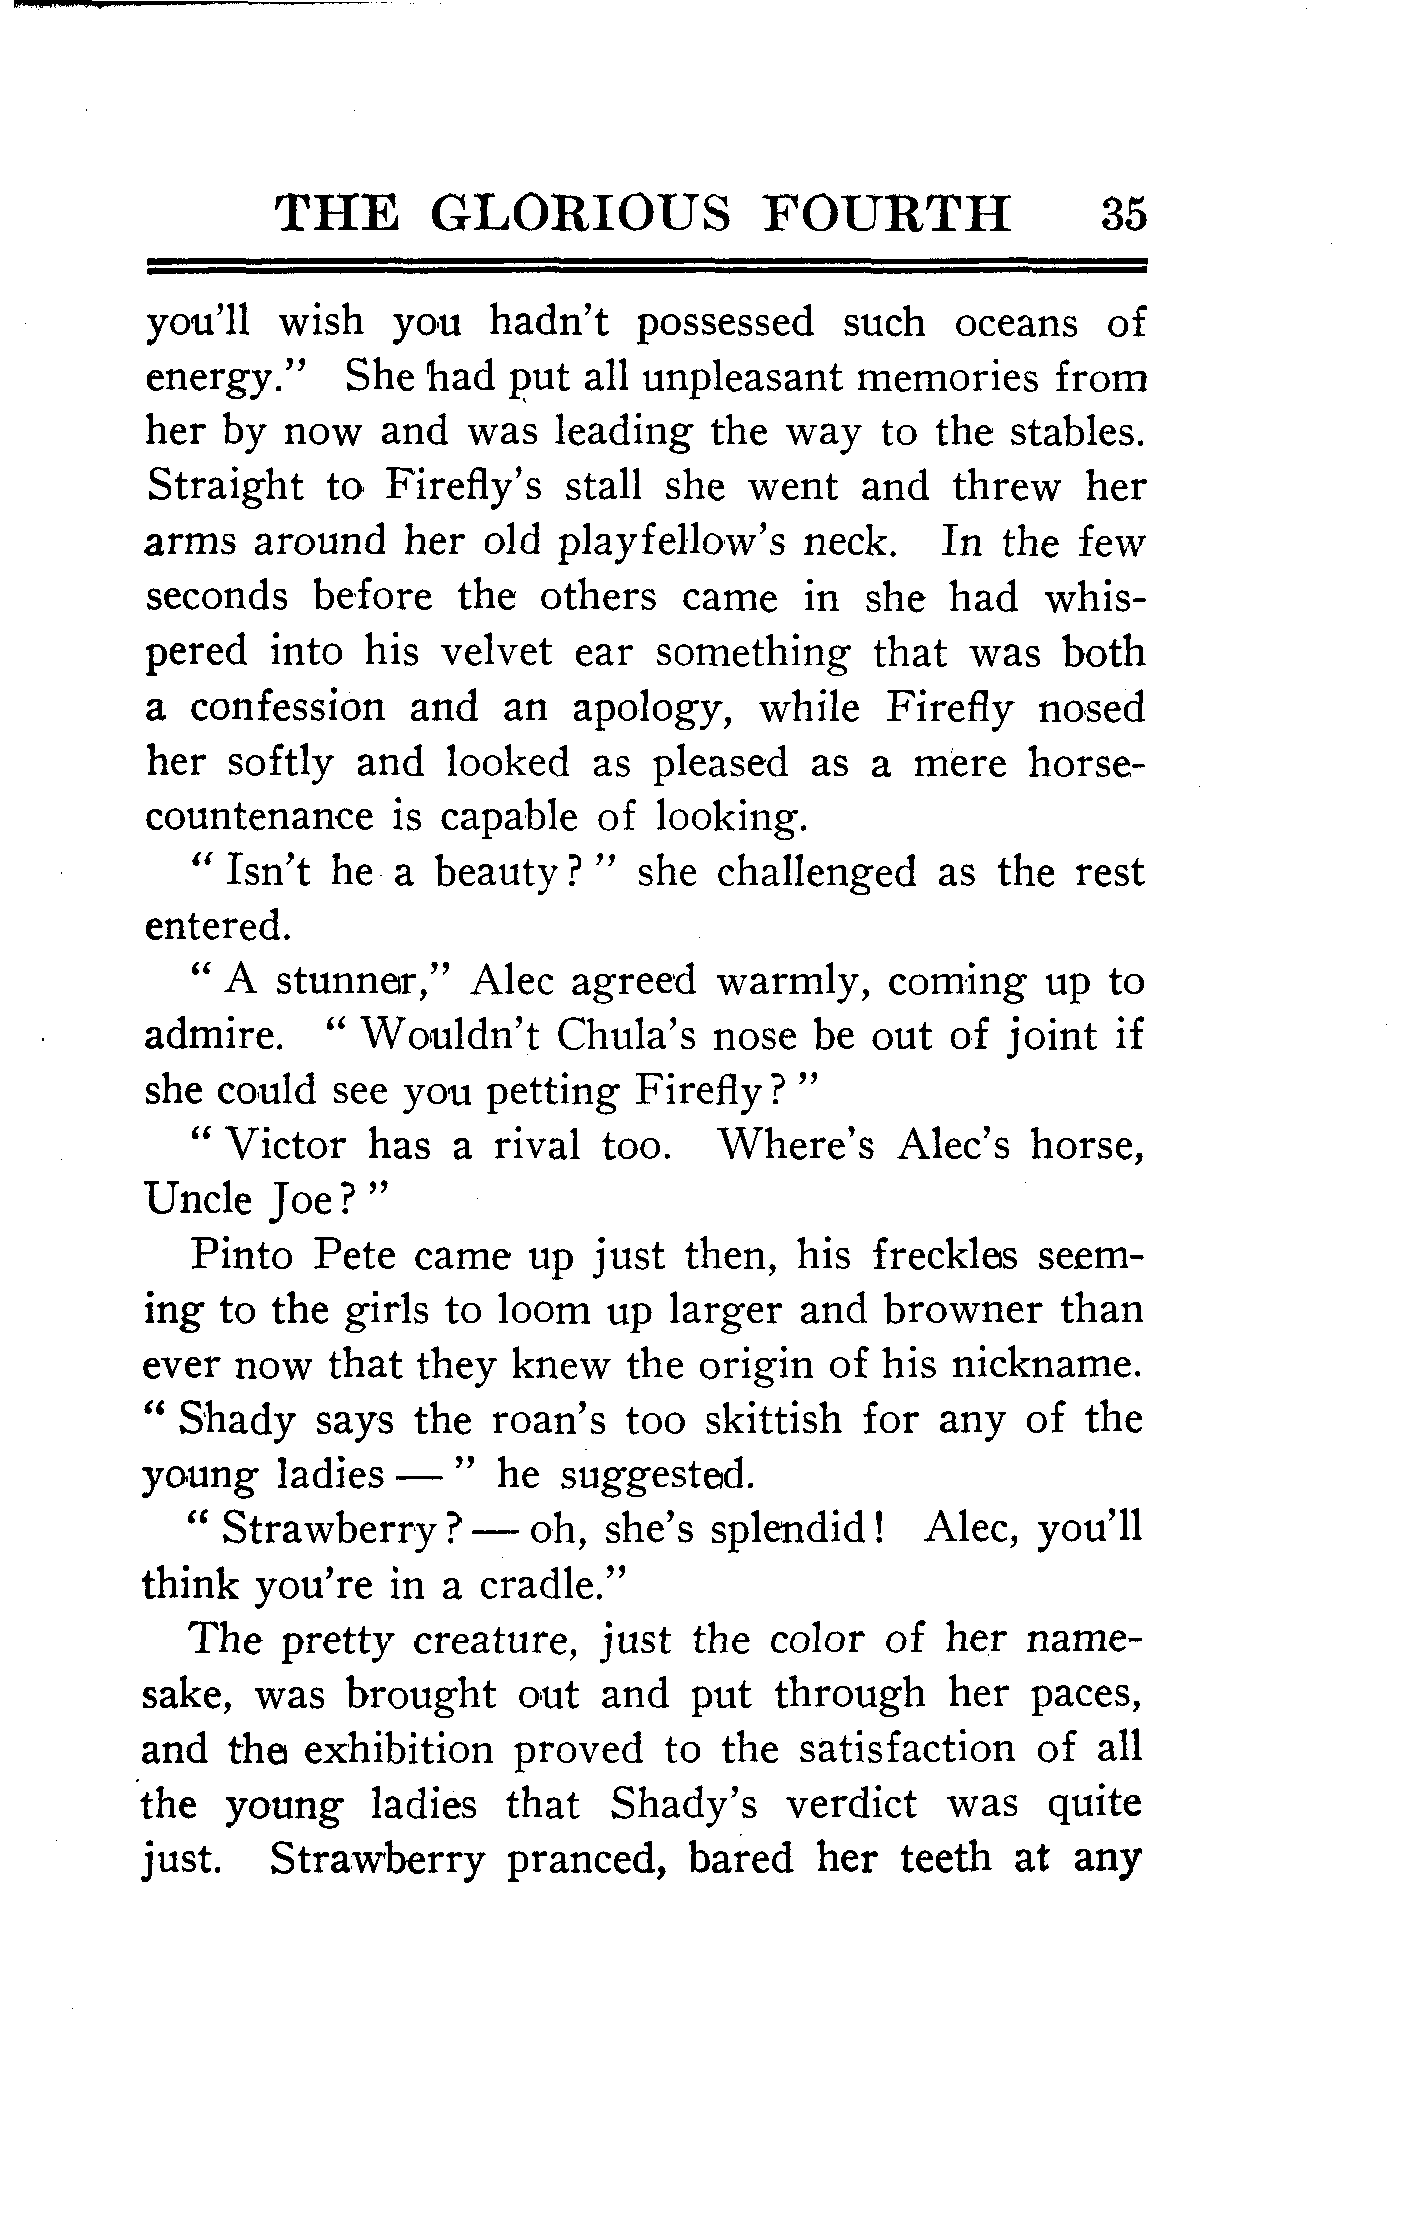 THE GLORIOUS FOURTH 35
you'll wish you hadn't possessed such oceans of
energy." She had put all unpleasant memories from
her by now and was leading the way to the stables.
Straight to Firefly's stall she went and threw her
arms around her old playfellow's neck. In the few
seconds before the others came in she had whis-
pered into his velvet ear something that was both
a confession and an apology, while Firefly nosed
her softly and looked as pleased as a mere horse-
countenance is capable of looking.
" Isn't he a beauty? " she challenged as the rest
entered.
" A stunner," Alec agreed warmly, coming up to
admire. " Wouldn't Chula's nose be out of joint if
she could see you petting Firefly? "
" Victor has a rival too. Where's Alec's horse,
Uncle Joe? "
Pinto Pete came up just then, his freckles seem-
ing to the girls to loom up larger and browner than
ever now that they knew the origin of his nickname.
" Shady says the roan's too skittish for any of the
young ladies — " he suggested.
" Strawberry? — oh, she's splendid! Alec, you'll
think you're in a cradle."
The pretty creature, just the color of her name-
sake, was brought out and put through her paces,
and the exhibition proved to the satisfaction of all
the young ladies that Shady's verdict was quite
just. Strawberry pranced, bared her teeth at any